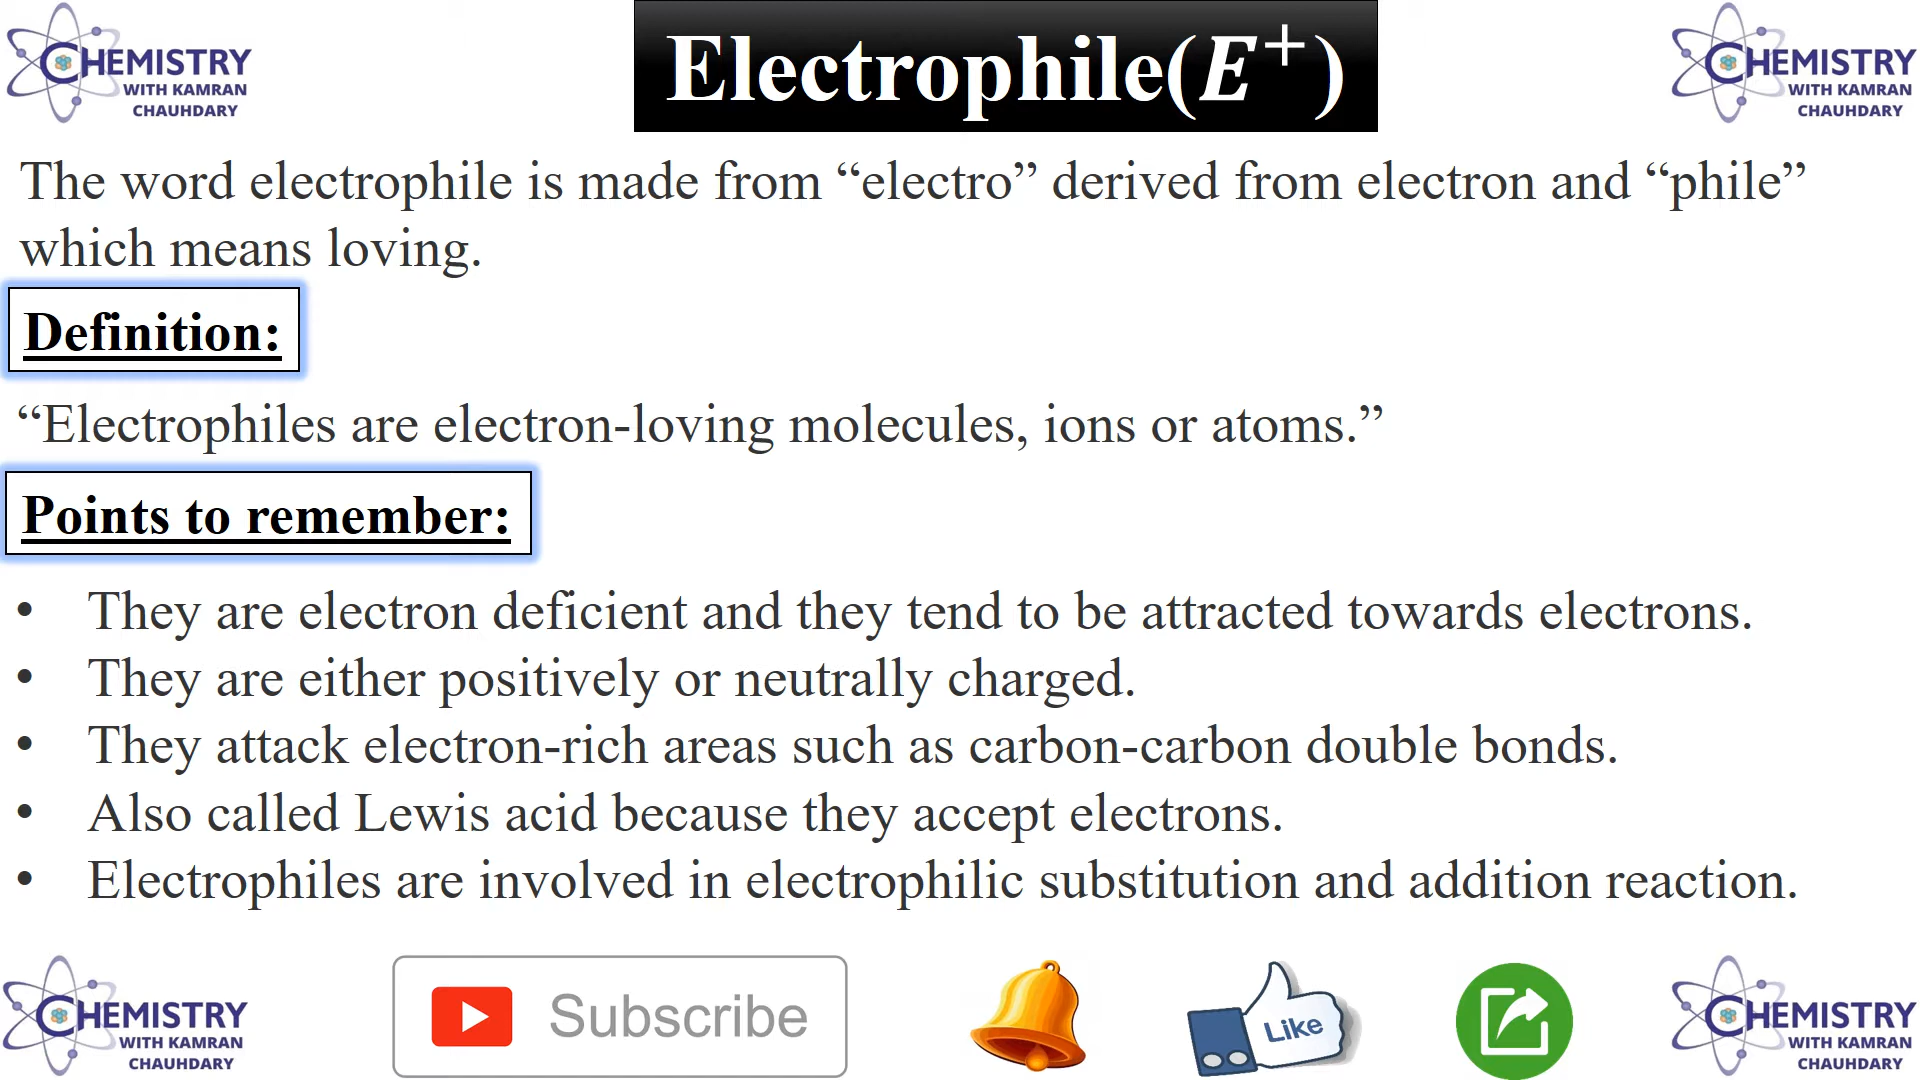 CHEMISTRY
WITH KAMRAN
CHAUHDARY
Electrophile(E⁺)
CHEMISTRY
WITH KAMRAN
CHAUHDARY
The word electrophile is made from “electro” derived from electron and “phile”
which means loving.
Definition:
“Electrophiles are electron-loving molecules, ions or atoms.”
Points to remember:
• They are electron deficient and they tend to be attracted towards electrons.
• They are either positively or neutrally charged.
• They attack electron-rich areas such as carbon-carbon double bonds.
• Also called Lewis acid because they accept electrons.
• Electrophiles are involved in electrophilic substitution and addition reaction.
CHEMISTRY
WITH KAMRAN
CHAUHDARY
Subscribe
Like
CHEMISTRY
WITH KAMRAN
CHAUHDARY